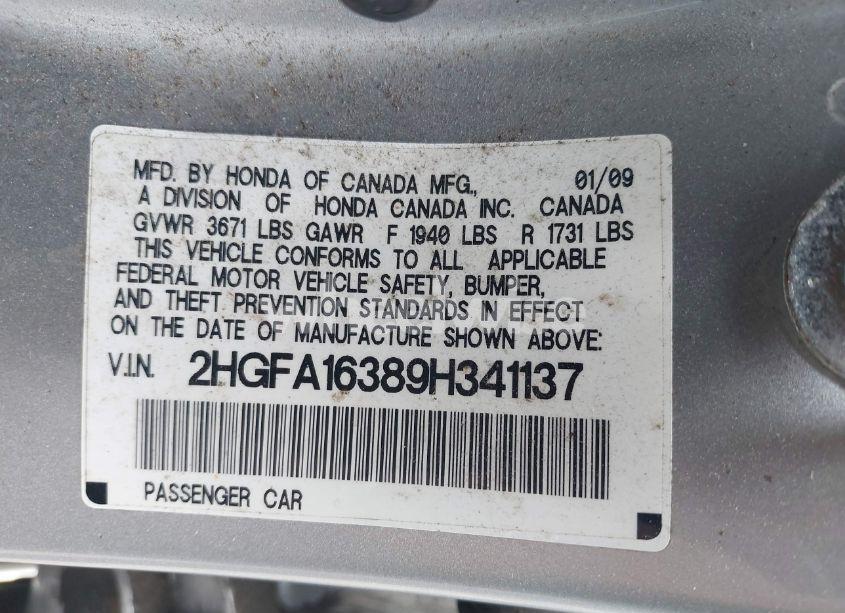 MFD. BY HONDA OF CANADA MFG., 01/09
A DIVISION OF HONDA CANADA INC. CANADA
GVWR 3671 LBS GAWR F 1940 LBS R 1731 LBS
THIS VEHICLE CONFORMS TO ALL APPLICABLE
FEDERAL MOTOR VEHICLE SAFETY, BUMPER,
AND THEFT PREVENTION STANDARDS IN EFFECT
ON THE DATE OF MANUFACTURE SHOWN ABOVE:
V.I.N. 2HGFA16389H341137
PASSENGER CAR